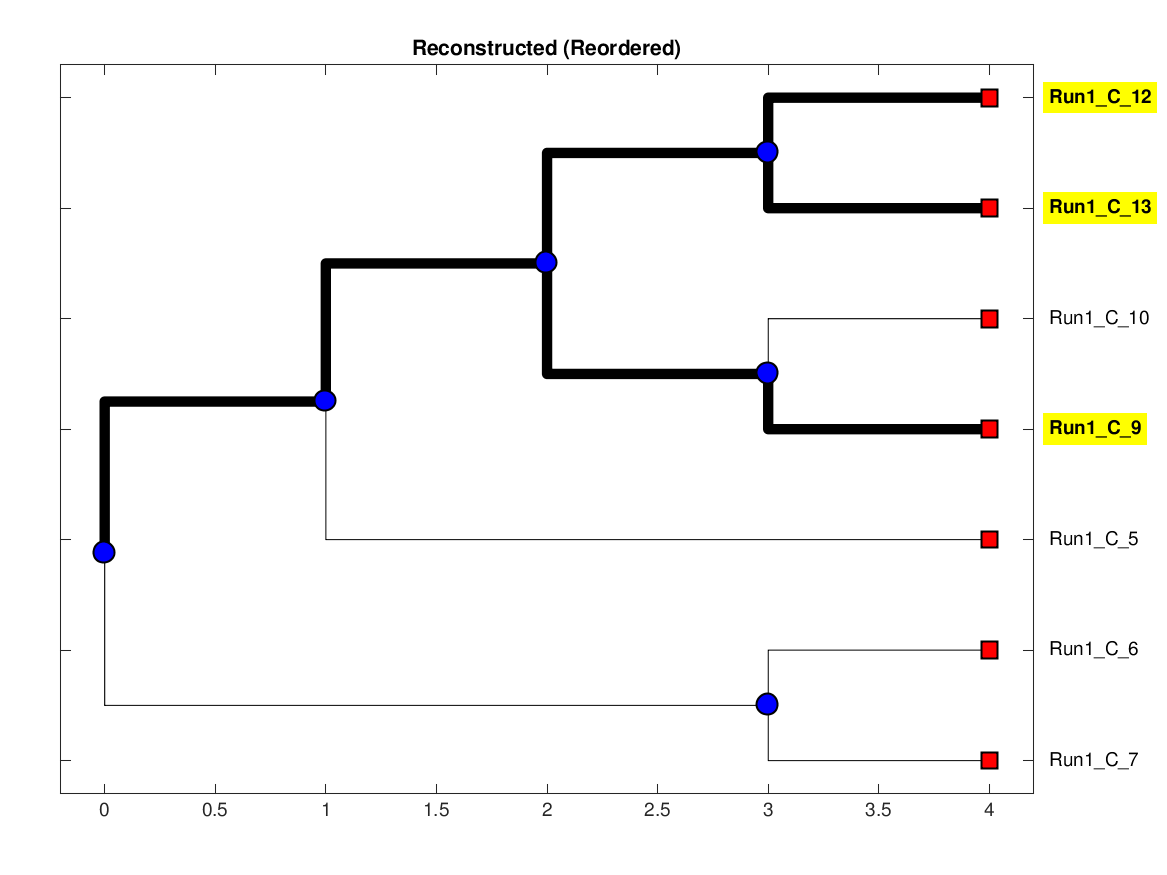 Reconstructed (Reordered)
Run1_C_12
Run1_C_13
Run1_C_10
Run1_C_9
Run1_C_5
Run1_C_6
Run1_C_7
0 0.5 1 1.5 2 2.5 3 3.5 4